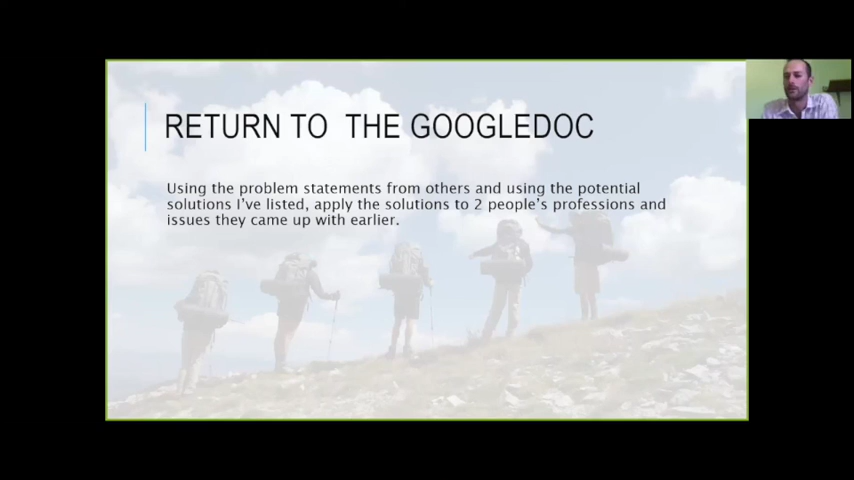 RETURN TO THE GOOGLEDOC
Using the problem statements from others and using the potential
solutions I've listed, apply the solutions to 2 people's professions and
issues they came up with earlier.